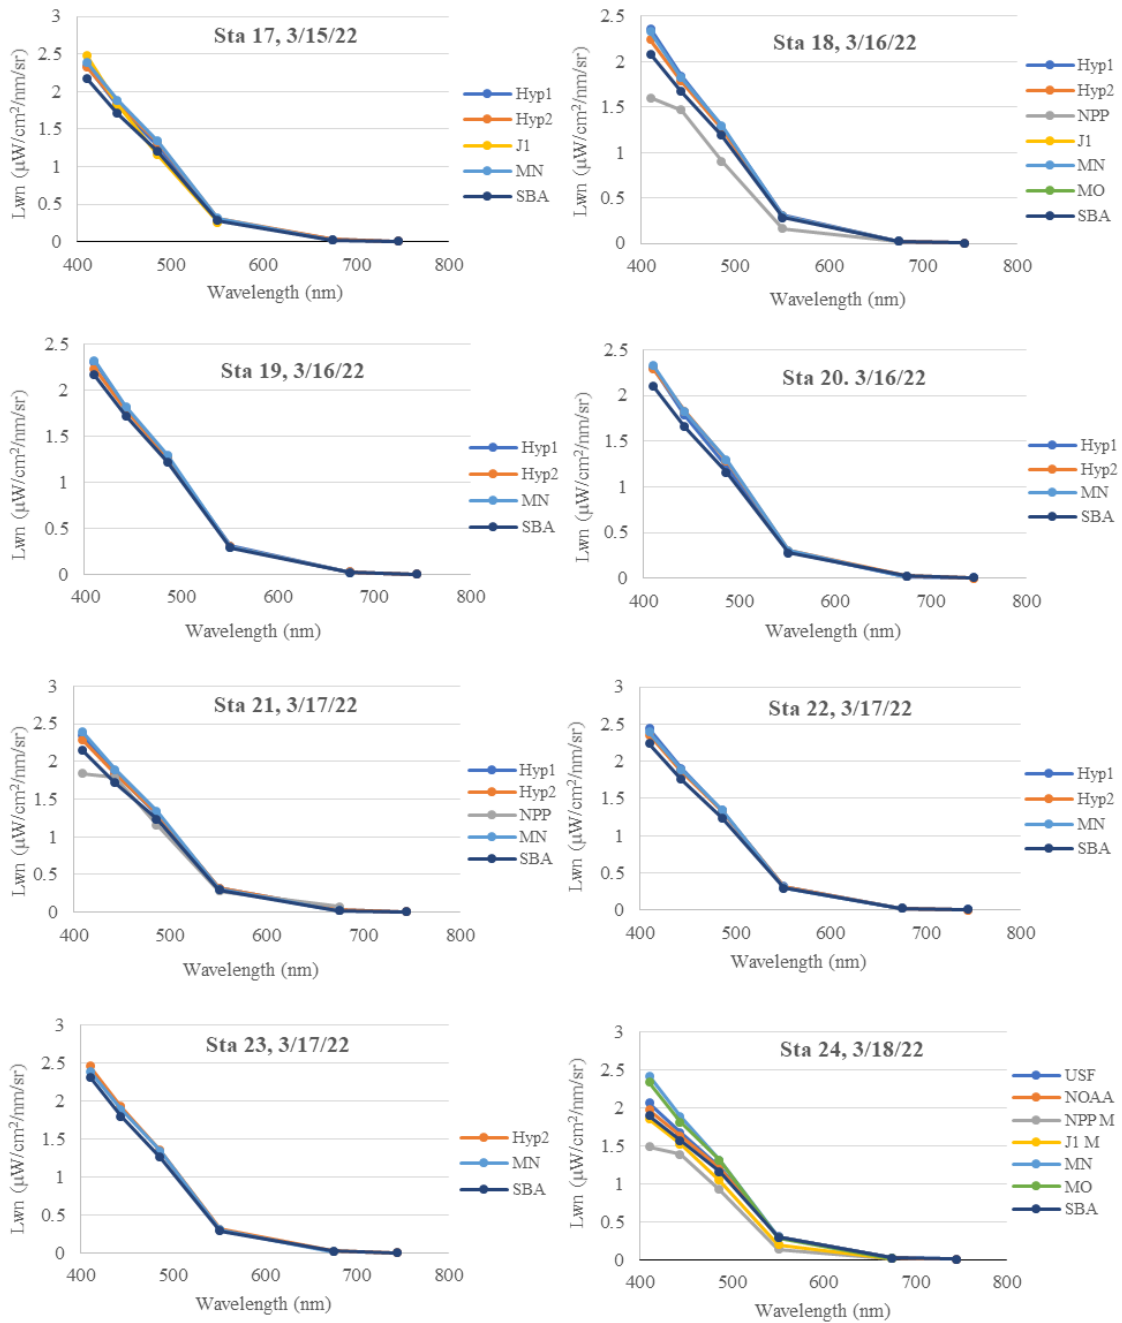 Sta 17, 3/15/22
Lwn (µW/cm²/nm/sr)
3
2.5
2
1.5
1
0.5
0
400 500 600 700 800
Wavelength (nm)
Hyp1
Hyp2
J1
MN
SBA
Sta 18, 3/16/22
Lwn (µW/cm²/nm/sr)
2.5
2
1.5
1
0.5
0
400 500 600 700 800
Wavelength (nm)
Hyp1
Hyp2
NPP
J1
MN
MO
SBA
Sta 19, 3/16/22
Lwn (µW/cm²/nm/sr)
2.5
2
1.5
1
0.5
0
400 500 600 700 800
Wavelength (nm)
Hyp1
Hyp2
MN
SBA
Sta 20. 3/16/22
Lwn (µW/cm²/nm/sr)
2.5
2
1.5
1
0.5
0
400 500 600 700 800
Wavelength (nm)
Hyp1
Hyp2
MN
SBA
Sta 21, 3/17/22
Lwn (µW/cm²/nm/sr)
3
2.5
2
1.5
1
0.5
0
400 500 600 700 800
Wavelength (nm)
Hyp1
Hyp2
NPP
MN
SBA
Sta 22, 3/17/22
Lwn (µW/cm²/nm/sr)
3
2.5
2
1.5
1
0.5
0
400 500 600 700 800
Wavelength (nm)
Hyp1
Hyp2
MN
SBA
Sta 23, 3/17/22
Lwn (µW/cm²/nm/sr)
3
2.5
2
1.5
1
0.5
0
400 500 600 700 800
Wavelength (nm)
Hyp2
MN
SBA
Sta 24, 3/18/22
Lwn (µW/cm²/nm/sr)
3
2.5
2
1.5
1
0.5
0
400 500 600 700 800
Wavelength (nm)
USF
NOAA
NPP M
J1 M
MN
MO
SBA